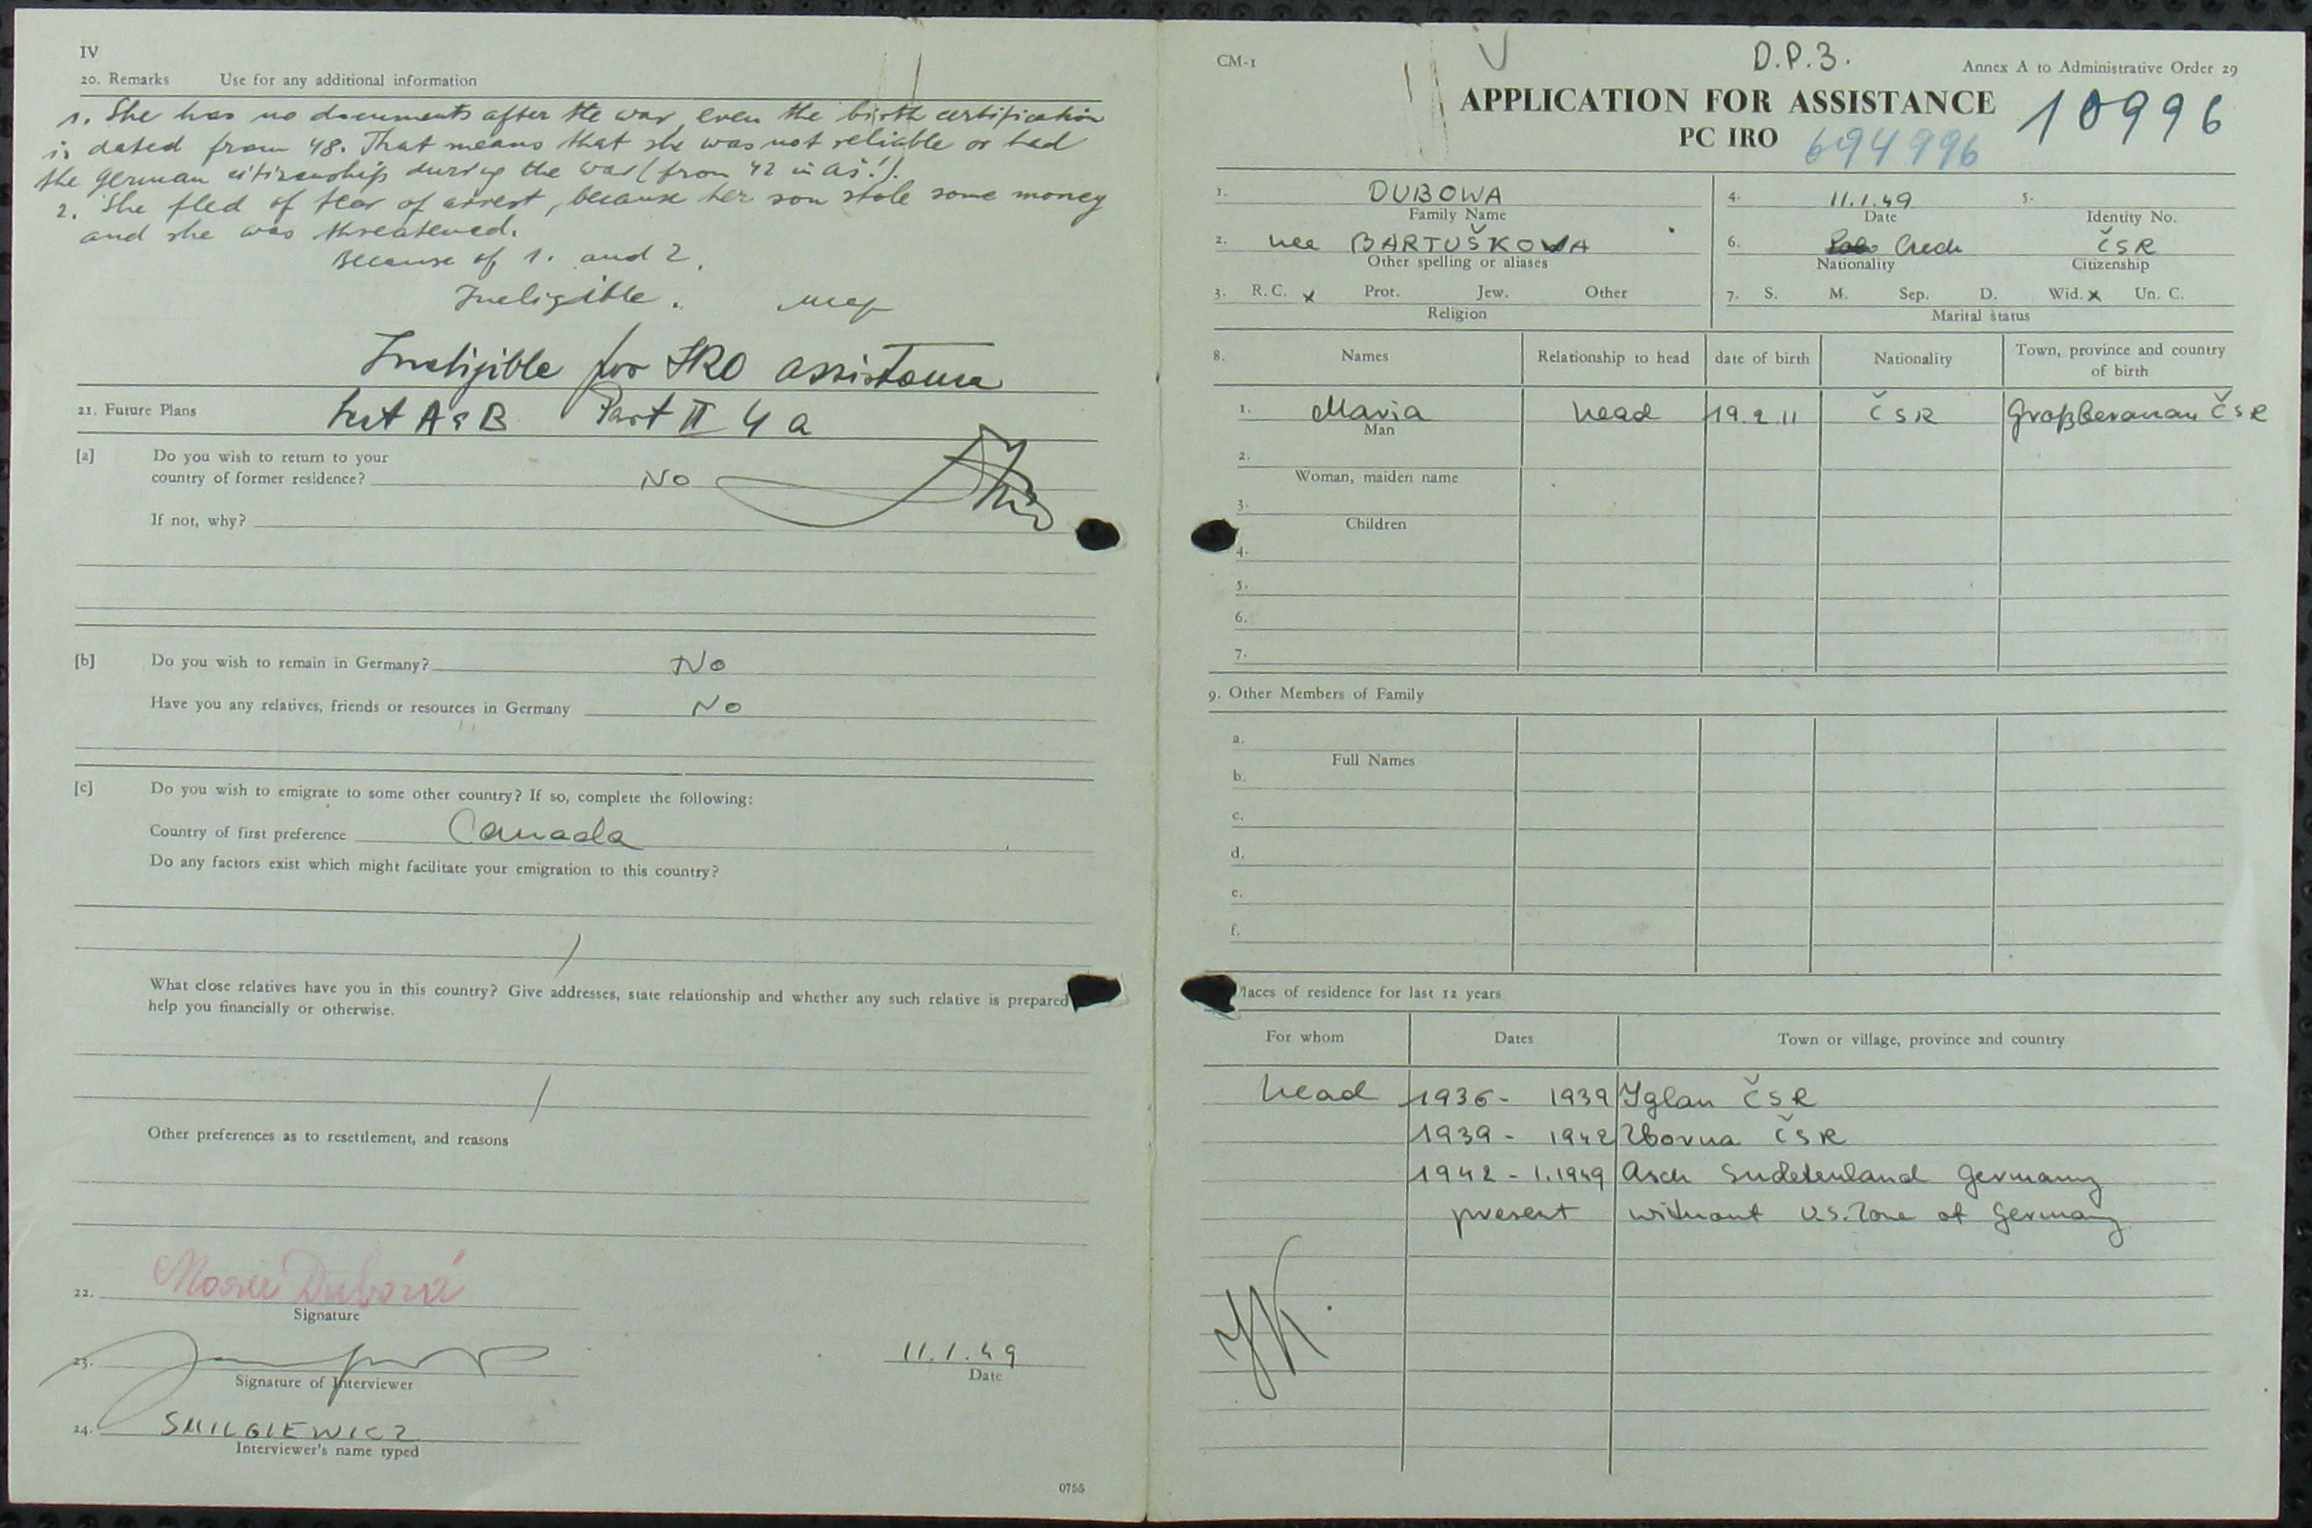 IV
20. Remarks Use for any additional information
1. She has no documents after the war, even the birth certification
is dated from 48. That means that she was not reliable or had
the german citizenship during the war (from 42 in as!).
2. She fled of fear of arrest, because her son stole some money
and she was threatened.
Because of 1. and 2.
Ineligible.
Ineligible for IRO assistance
21. Future Plans
A & B Part II 4 a
[a] Do you wish to return to your
country of former residence? No
If not, why?
[b] Do you wish to remain in Germany? No
Have you any relatives, friends or resources in Germany No
[c] Do you wish to emigrate to some other country? If so, complete the following:
Country of first preference Canada
Do any factors exist which might facilitate your emigration to this country?
/
What close relatives have you in this country? Give addresses, state relationship and whether any such relative is prepared
help you financially or otherwise.
/
Other preferences as to resettlement, and reasons
22. Marie Dubová
Signature
23.
Signature of Interviewer
11.1.49
Date
24. SMILGIEWICZ
Interviewer's name typed
0755
CM-1
D.P.3.
Annex A to Administrative Order 29
APPLICATION FOR ASSISTANCE
10996
PC IRO
694996
1. DUBOWA
Family Name
4. 11.1.49
Date
5.
Identity No.
2. nee BARTUŠKOVA
Other spelling or aliases
6. Czech
Nationality
ČSR
Citizenship
3. R.C. x Prot. Jew. Other
Religion
7. S. M. Sep. D. Wid. x Un. C.
Marital status
8. Names Relationship to head date of birth Nationality Town, province and country
of birth
1. Maria head 19.2.11 ČSR Großberanau ČSR
Man
2.
Woman, maiden name
3.
Children
4.
5.
6.
7.
9. Other Members of Family
a.
Full Names
b.
c.
d.
e.
f.
laces of residence for last 12 years
For whom Dates Town or village, province and country
head 1936 - 1939 Iglau ČSR
1939 - 1942 Zborna ČSR
1942 - 1.1949 Asch Sudetenland Germany
present without U.S. Zone of Germany